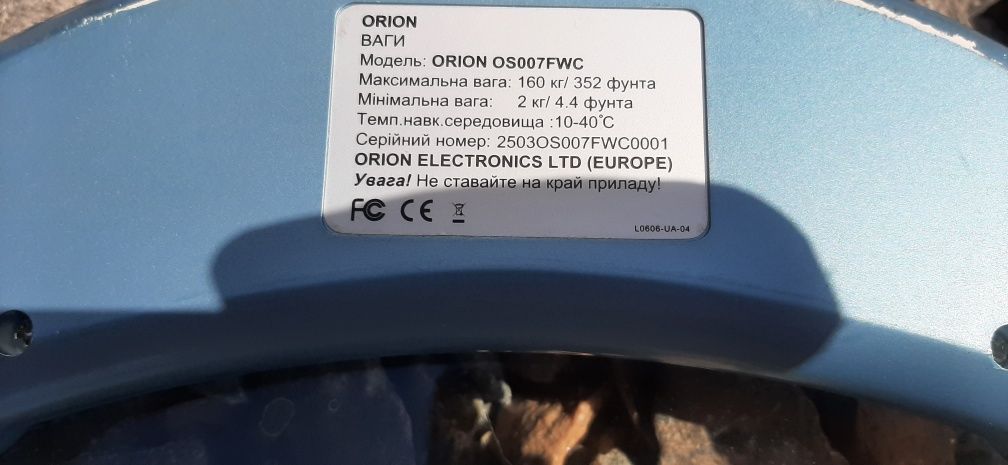 ORION
ВАГИ
Модель: ORION OS007FWC
Максимальна вага: 160 кг/ 352 фунта
Мінімальна вага: 2 кг/ 4.4 фунта
Темп.навк.середовища :10-40°C
Серійний номер: 2503OS007FWC0001
ORION ELECTRONICS LTD (EUROPE)
Увага! Не ставайте на край приладу!
FC CE
L0606-UA-04